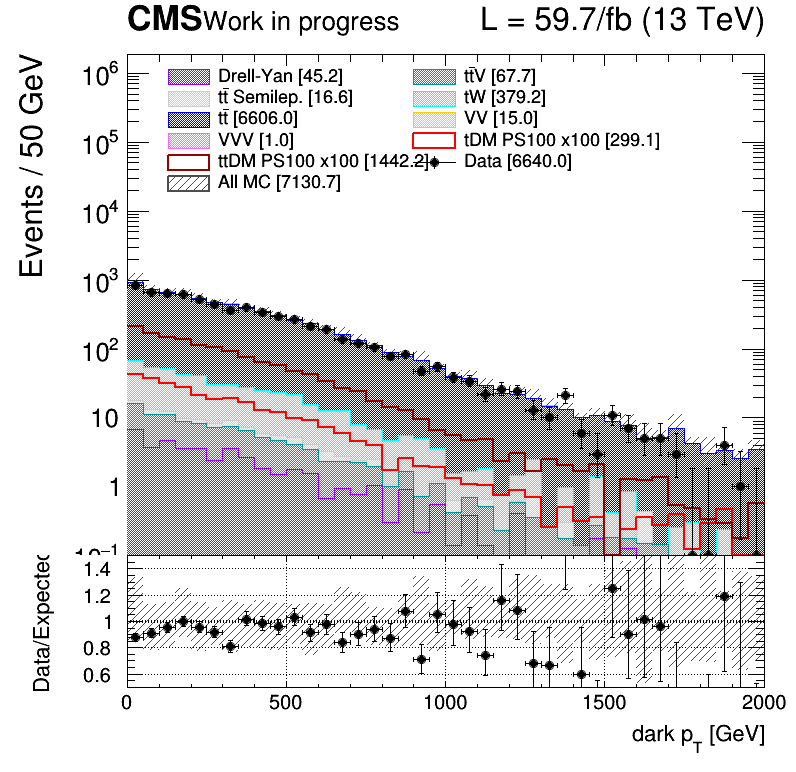 CMS Work in progress L = 59.7/fb (13 TeV)
Events / 50 GeV
Drell-Yan [45.2] tt̄V [67.7]
tt̄ Semilep. [16.6] tW [379.2]
tt̄ [6606.0] VV [15.0]
VVV [1.0] tDM PS100 x100 [299.1]
ttDM PS100 x100 [1442.2] Data [6640.0]
All MC [7130.7]
10⁶
10⁵
10⁴
10³
10²
10
1
10⁻¹
Data/Expected
1.4
1.2
1
0.8
0.6
0 500 1000 1500 2000
dark p_T [GeV]